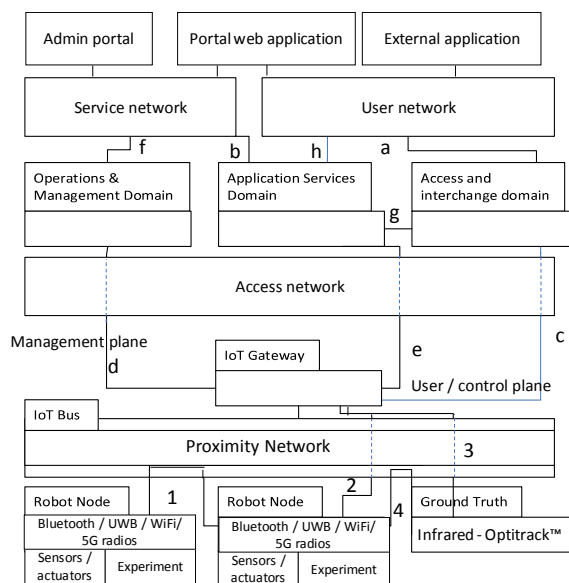 Admin portal
Portal web application
External application
Service network
User network
f
b
h
a
Operations &
Management Domain
Application Services
Domain
Access and
interchange domain
g
Access network
Management plane
d
e
c
IoT Gateway
User / control plane
IoT Bus
Proximity Network
3
2
1
4
Robot Node
Bluetooth / UWB / WiFi/
5G radios
Sensors /
actuators
Experiment
Robot Node
Bluetooth / UWB / WiFi/
5G radios
Sensors /
actuators
Experiment
Ground Truth
Infrared - Optitrack™